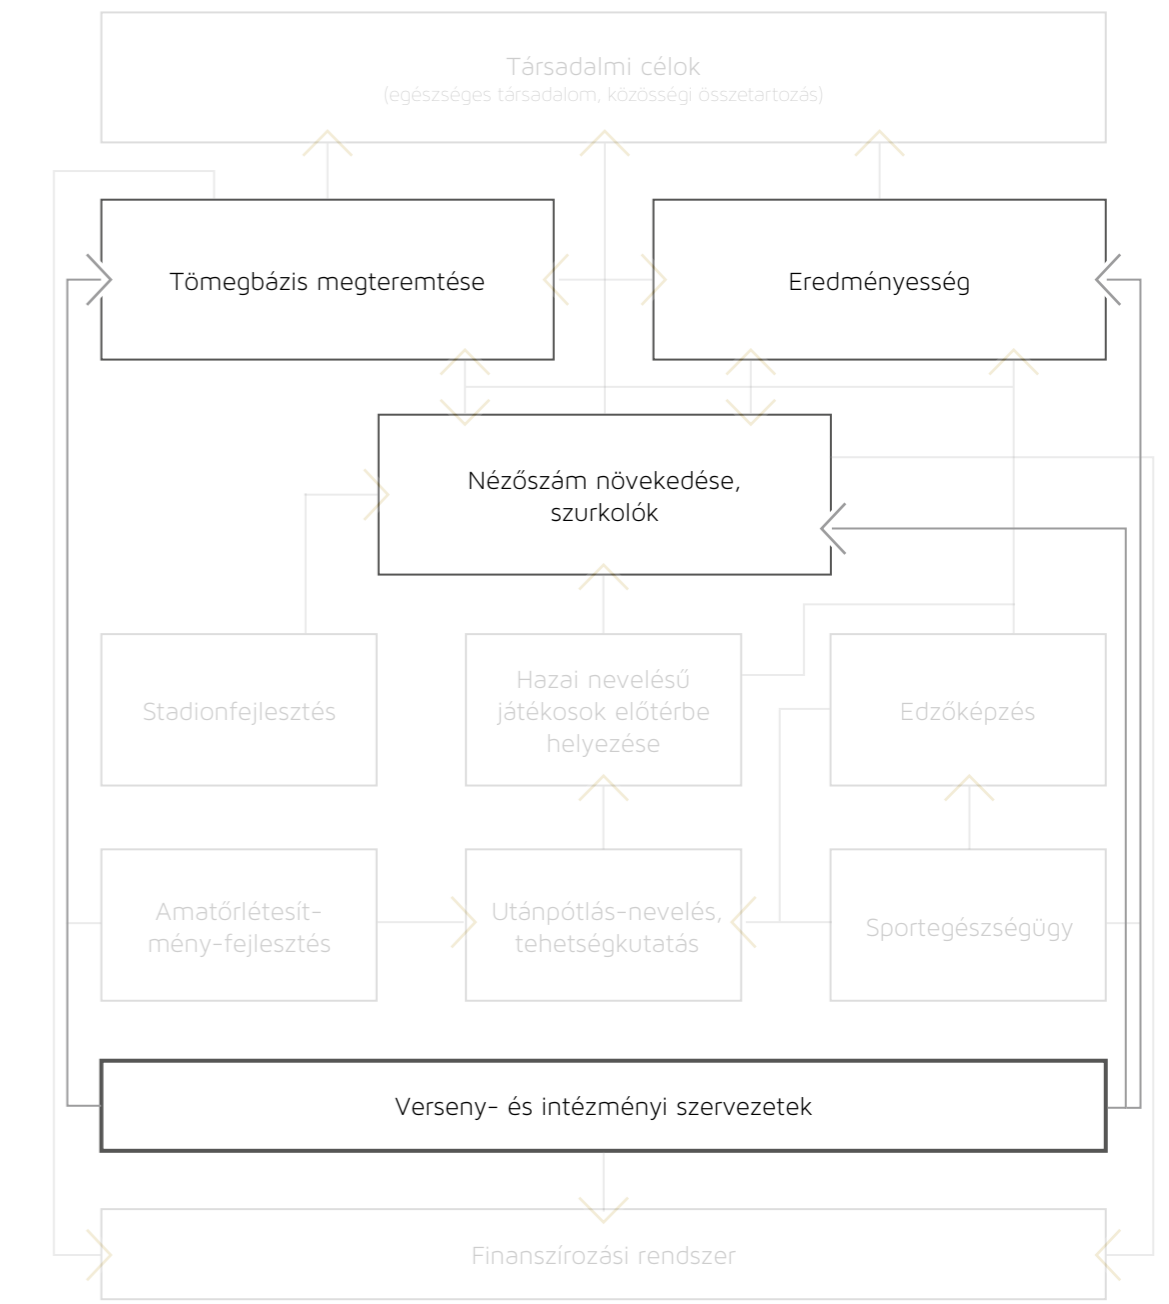 Társadalmi célok
(egészséges társadalom, közösségi összetartozás)
Tömegbázis megteremtése
Eredményesség
Nézőszám növekedése,
szurkolók
Stadionfejlesztés
Hazai nevelésű
játékosok előtérbe
helyezése
Edzőképzés
Amatőrlétesít-
mény-fejlesztés
Utánpótlás-nevelés,
tehetségkutatás
Sportegészségügy
Verseny- és intézményi szervezetek
Finanszírozási rendszer